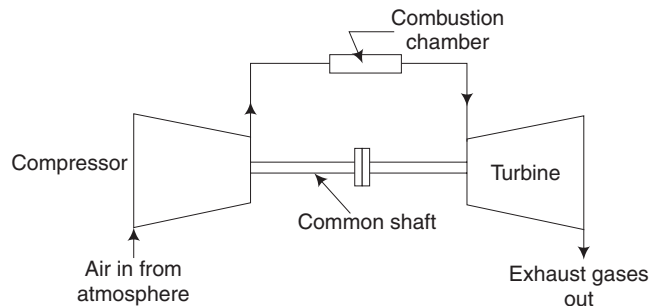 Combustion
chamber
Compressor
Turbine
Common shaft
Air in from
atmosphere
Exhaust gases
out